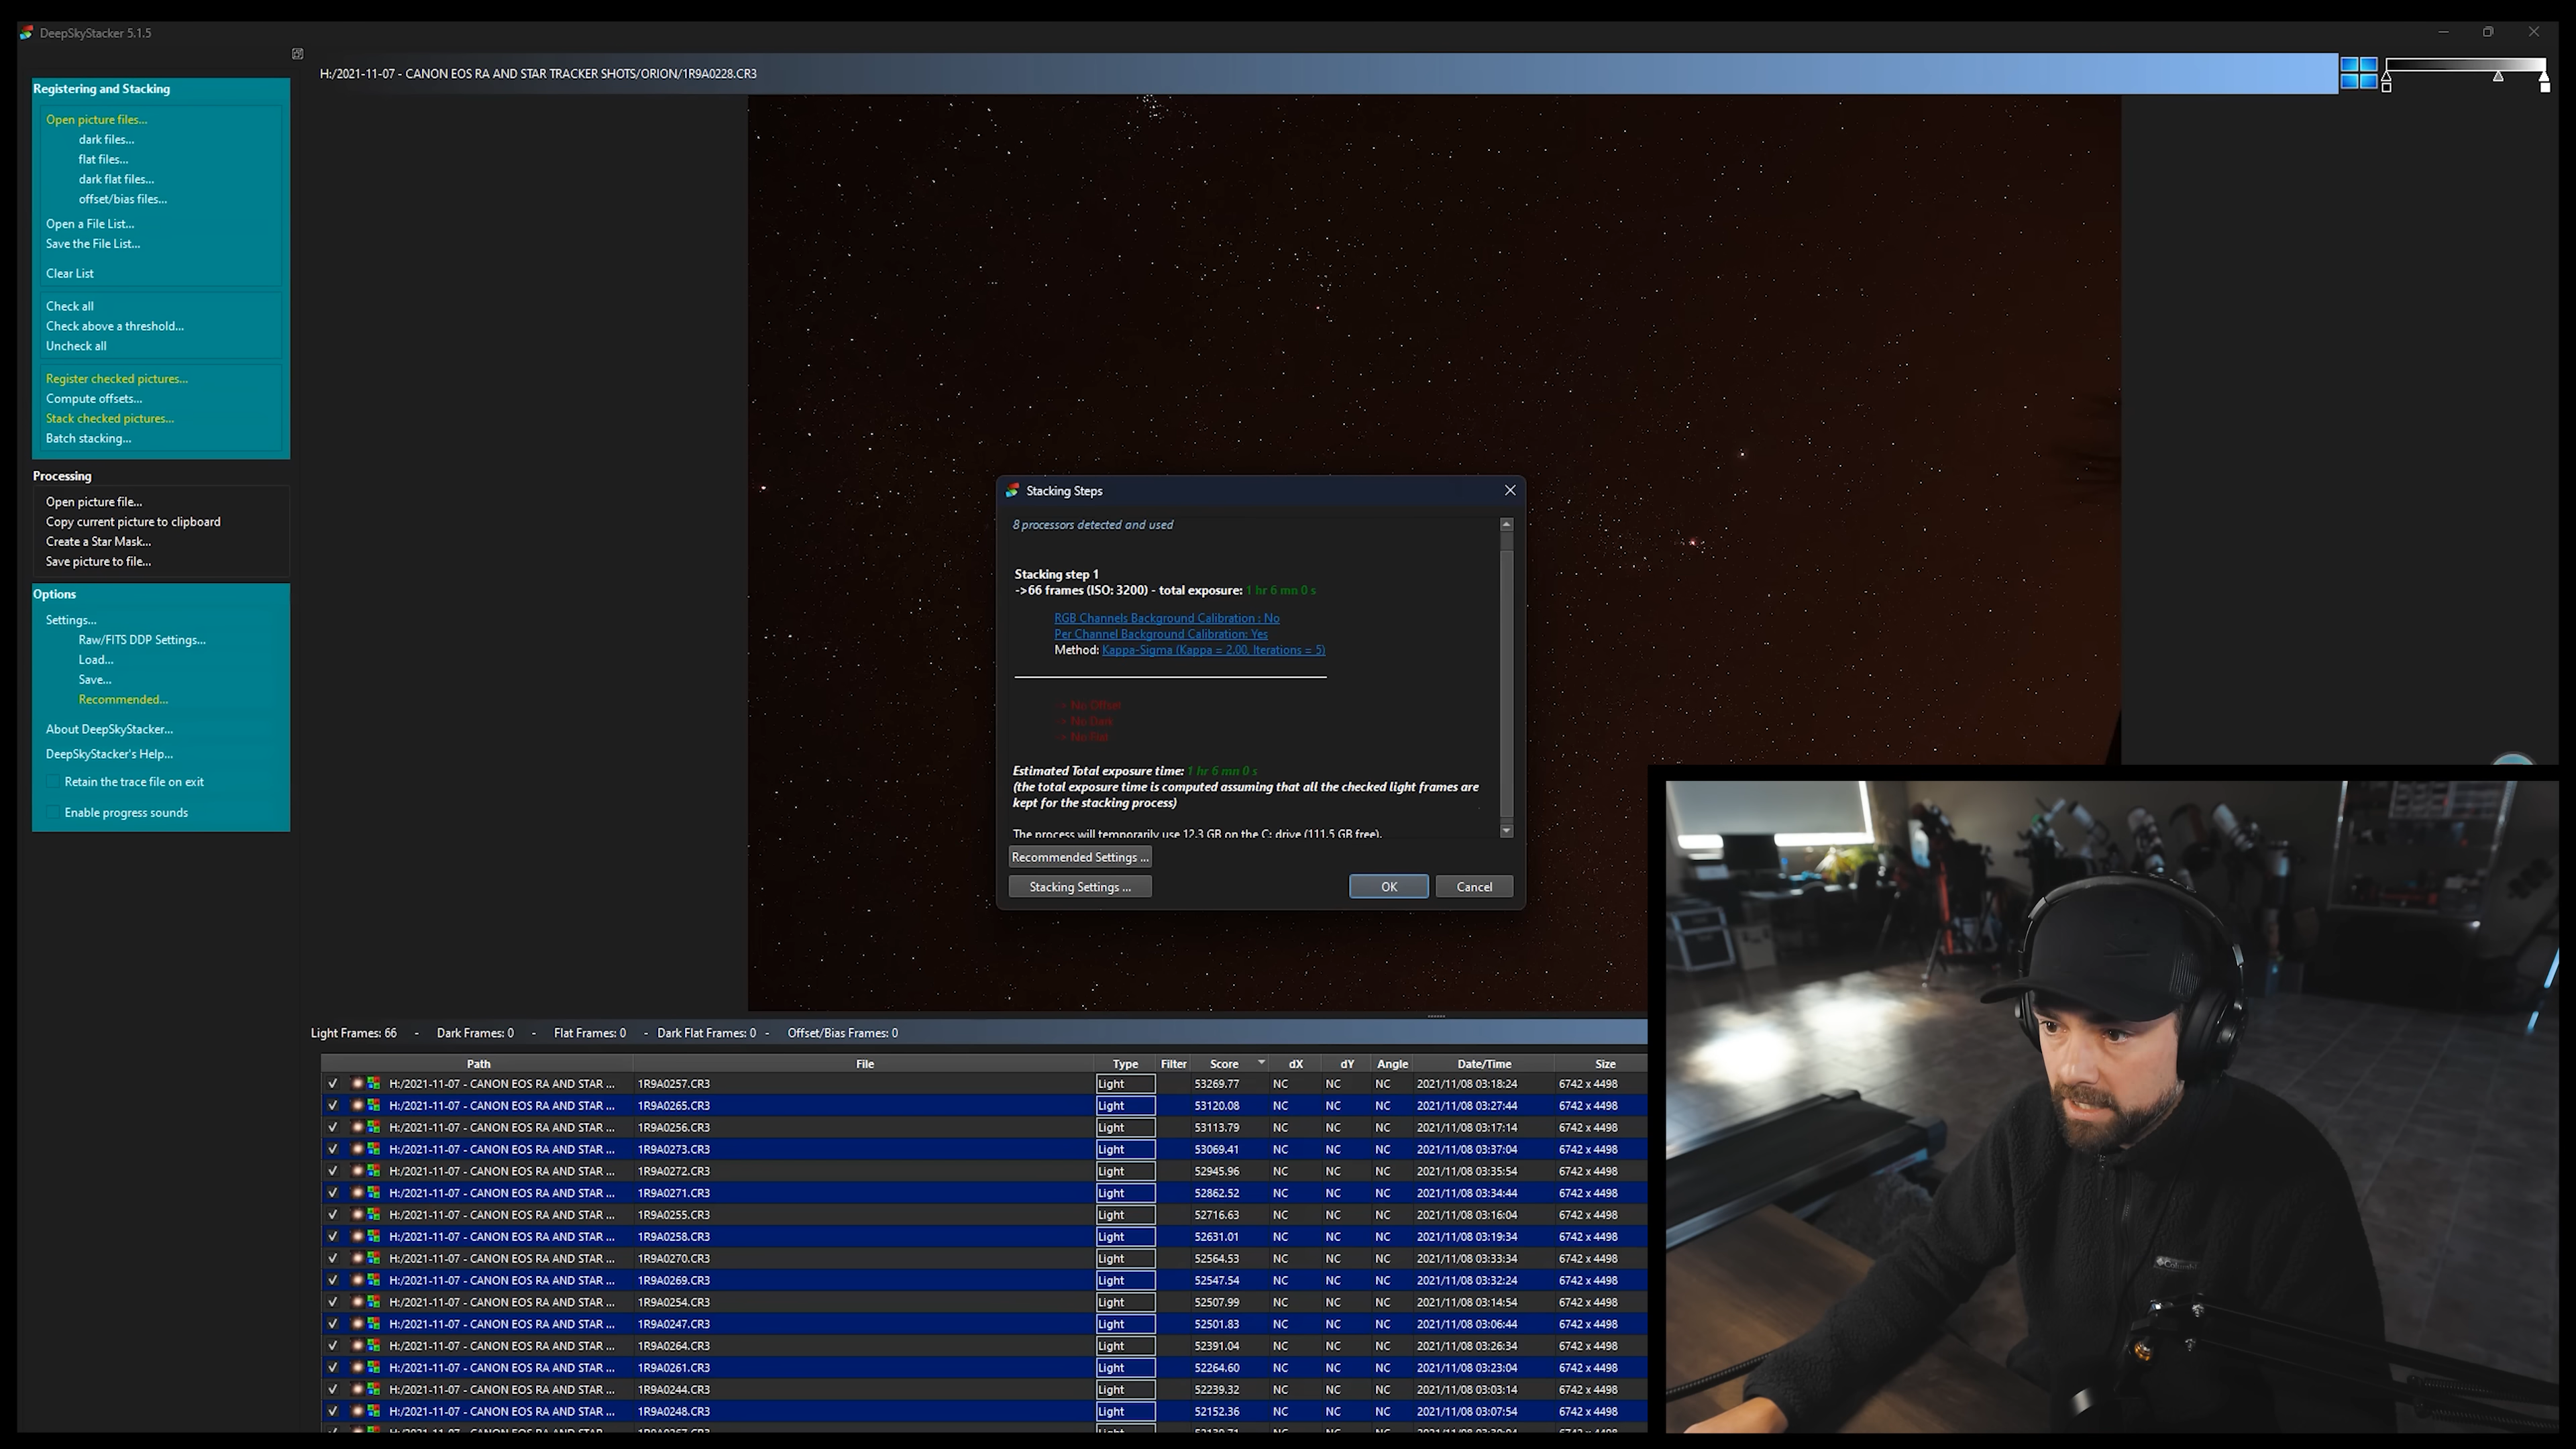 DeepSkyStacker 5.1.5
Registering and Stacking
Open picture files...
dark files...
flat files...
dark flat files...
offset/bias files...
Open a File List...
Save the File List...
Clear List
Check all
Check above a threshold...
Uncheck all
Register checked pictures...
Compute offsets...
Stack checked pictures...
Batch stacking...
Processing
Open picture file...
Copy current picture to clipboard
Create a Star Mask...
Save picture to file...
Options
Settings...
Raw/FITS DDP Settings...
Load...
Save...
Recommended...
About DeepSkyStacker...
DeepSkyStacker's Help...
Retain the trace file on exit
Enable progress sounds
H:/2021-11-07 - CANON EOS RA AND STAR TRACKER SHOTS/ORION/1R9A0228.CR3
Stacking Steps
8 processors detected and used
Stacking step 1
->66 frames (ISO: 3200) - total exposure: 1 hr 6 mn 0 s
RGB Channels Background Calibration : No
Per Channel Background Calibration: Yes
Method: Kappa-Sigma (Kappa = 2.00, Iterations = 5)
-> No Offset
-> No Dark
-> No Flat
Estimated Total exposure time: 1 hr 6 mn 0 s
(the total exposure time is computed assuming that all the checked light frames are
kept for the stacking process)
The process will temporarily use 12.3 GB on the C: drive (111.5 GB free).
Recommended Settings ...
Stacking Settings ...
OK Cancel
Light Frames: 66 - Dark Frames: 0 - Flat Frames: 0 - Dark Flat Frames: 0 - Offset/Bias Frames: 0
Path File Type Filter Score dX dY Angle Date/Time Size
H:/2021-11-07 - CANON EOS RA AND STAR ... 1R9A0257.CR3 Light 53269.77 NC NC NC 2021/11/08 03:18:24 6742 x 4498
H:/2021-11-07 - CANON EOS RA AND STAR ... 1R9A0265.CR3 Light 53120.08 NC NC NC 2021/11/08 03:27:44 6742 x 4498
H:/2021-11-07 - CANON EOS RA AND STAR ... 1R9A0256.CR3 Light 53113.79 NC NC NC 2021/11/08 03:17:14 6742 x 4498
H:/2021-11-07 - CANON EOS RA AND STAR ... 1R9A0273.CR3 Light 53069.41 NC NC NC 2021/11/08 03:37:04 6742 x 4498
H:/2021-11-07 - CANON EOS RA AND STAR ... 1R9A0272.CR3 Light 52945.96 NC NC NC 2021/11/08 03:35:54 6742 x 4498
H:/2021-11-07 - CANON EOS RA AND STAR ... 1R9A0271.CR3 Light 52862.52 NC NC NC 2021/11/08 03:34:44 6742 x 4498
H:/2021-11-07 - CANON EOS RA AND STAR ... 1R9A0255.CR3 Light 52716.63 NC NC NC 2021/11/08 03:16:04 6742 x 4498
H:/2021-11-07 - CANON EOS RA AND STAR ... 1R9A0258.CR3 Light 52631.01 NC NC NC 2021/11/08 03:19:34 6742 x 4498
H:/2021-11-07 - CANON EOS RA AND STAR ... 1R9A0270.CR3 Light 52564.53 NC NC NC 2021/11/08 03:33:34 6742 x 4498
H:/2021-11-07 - CANON EOS RA AND STAR ... 1R9A0269.CR3 Light 52547.54 NC NC NC 2021/11/08 03:32:24 6742 x 4498
H:/2021-11-07 - CANON EOS RA AND STAR ... 1R9A0254.CR3 Light 52507.99 NC NC NC 2021/11/08 03:14:54 6742 x 4498
H:/2021-11-07 - CANON EOS RA AND STAR ... 1R9A0247.CR3 Light 52501.83 NC NC NC 2021/11/08 03:06:44 6742 x 4498
H:/2021-11-07 - CANON EOS RA AND STAR ... 1R9A0264.CR3 Light 52391.04 NC NC NC 2021/11/08 03:26:34 6742 x 4498
H:/2021-11-07 - CANON EOS RA AND STAR ... 1R9A0261.CR3 Light 52264.60 NC NC NC 2021/11/08 03:23:04 6742 x 4498
H:/2021-11-07 - CANON EOS RA AND STAR ... 1R9A0244.CR3 Light 52239.32 NC NC NC 2021/11/08 03:03:14 6742 x 4498
H:/2021-11-07 - CANON EOS RA AND STAR ... 1R9A0248.CR3 Light 52152.36 NC NC NC 2021/11/08 03:07:54 6742 x 4498